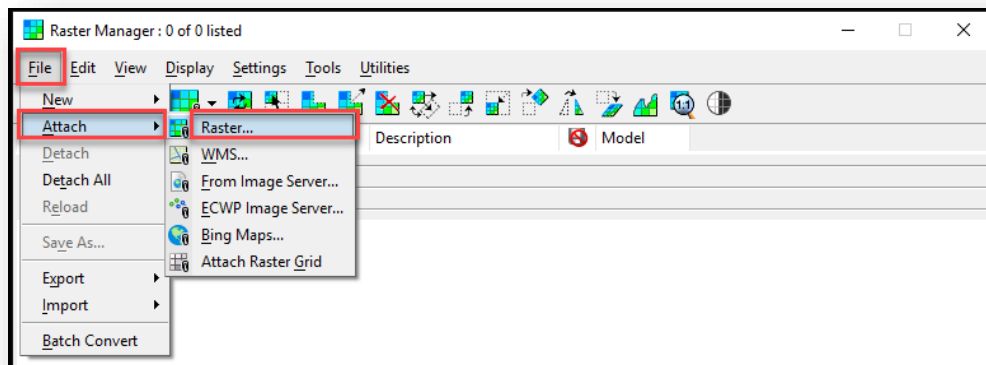 Raster Manager : 0 of 0 listed
File Edit View Display Settings Tools Utilities
New
Attach
Detach
Detach All
Reload
Save As...
Export
Import
Batch Convert
Raster...
WMS...
From Image Server...
ECWP Image Server...
Bing Maps...
Attach Raster Grid
1:1
Description Model